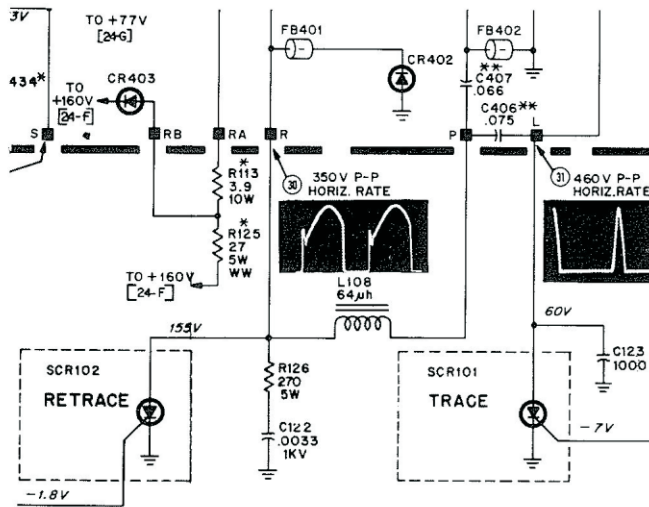 3V
TO +77V
[24-G]
FB401
FB402
434*
TO
+160V
[24-F]
CR403
CR402
**
C407
.066
C406**
.075
S
RB
RA
R
P
L
*
R113
3.9
10W
30
350V P-P
HORIZ. RATE
31
460V P-P
HORIZ. RATE
*
R125
27
5W
WW
TO +160V
[24-F]
L108
64µh
155V
60V
SCR102
RETRACE
R126
270
5W
SCR101
TRACE
C123
1000
C122
.0033
1KV
-7V
-1.8V